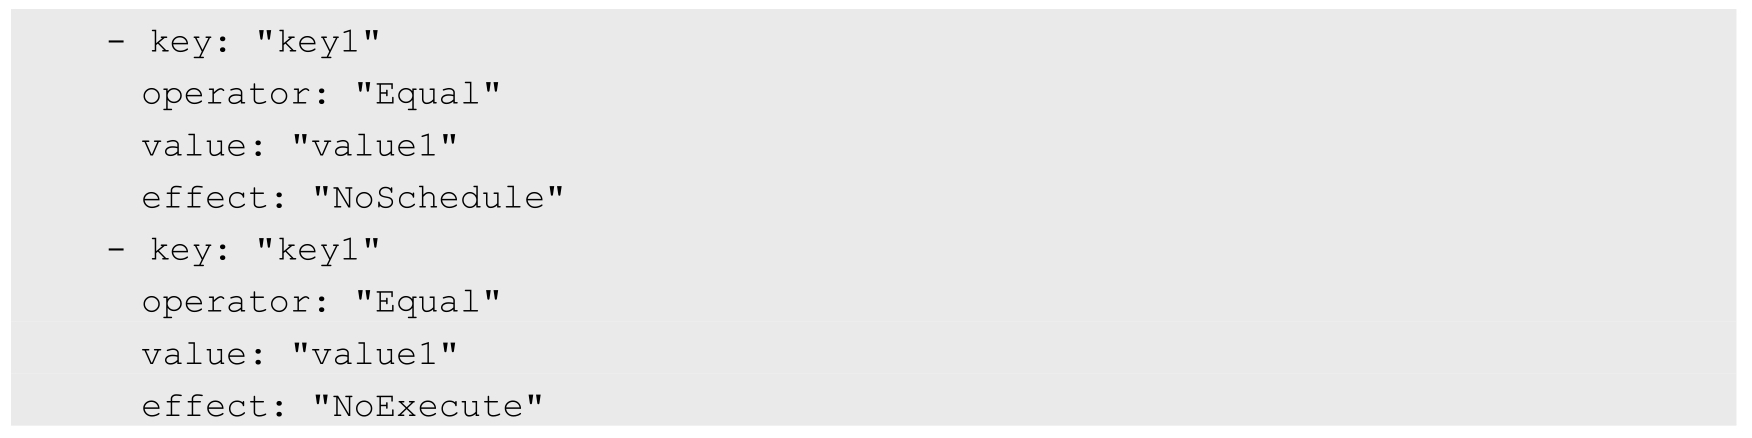 - key: "key1"
operator: "Equal"
value: "value1"
effect: "NoSchedule"
- key: "key1"
operator: "Equal"
value: "value1"
effect: "NoExecute"